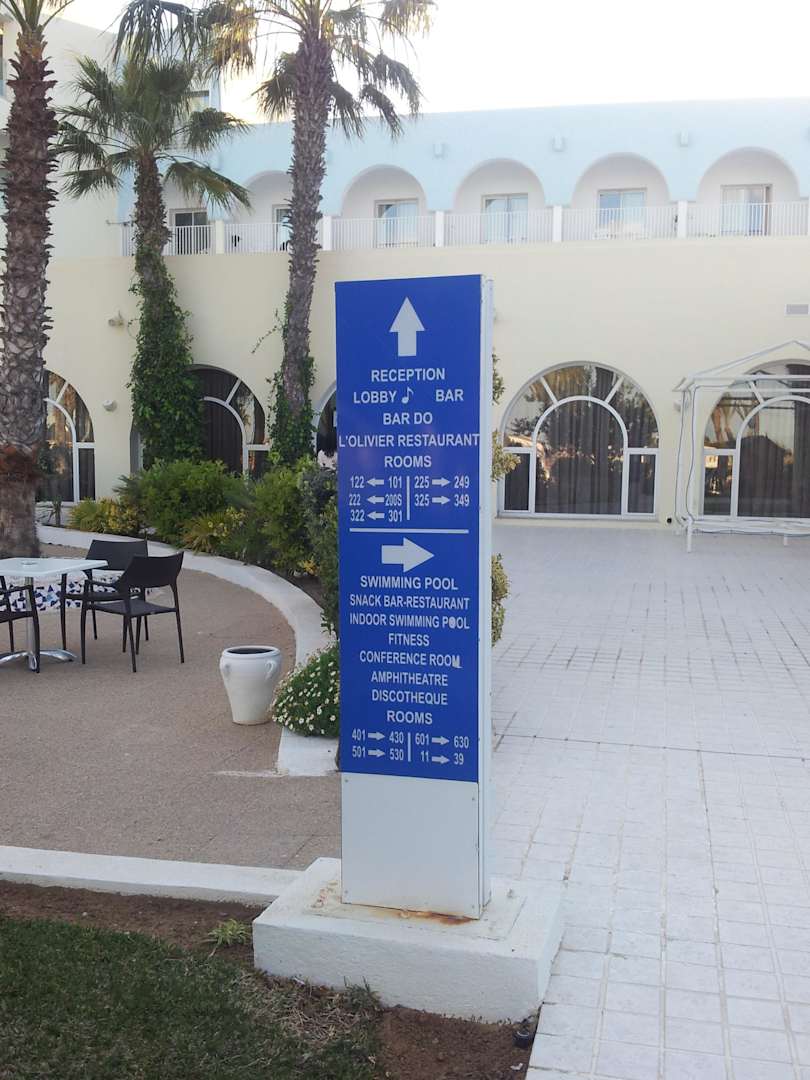 RECEPTION
LOBBY ♪ BAR
BAR DO
L'OLIVIER RESTAURANT
ROOMS
122 ← 101 | 225 → 249
222 ← 200S | 325 → 349
322 ← 301
SWIMMING POOL
SNACK BAR-RESTAURANT
INDOOR SWIMMING POOL
FITNESS
CONFERENCE ROOM
AMPHITHEATRE
DISCOTHEQUE
ROOMS
401 → 430 | 601 → 630
501 → 530 | 11 → 39